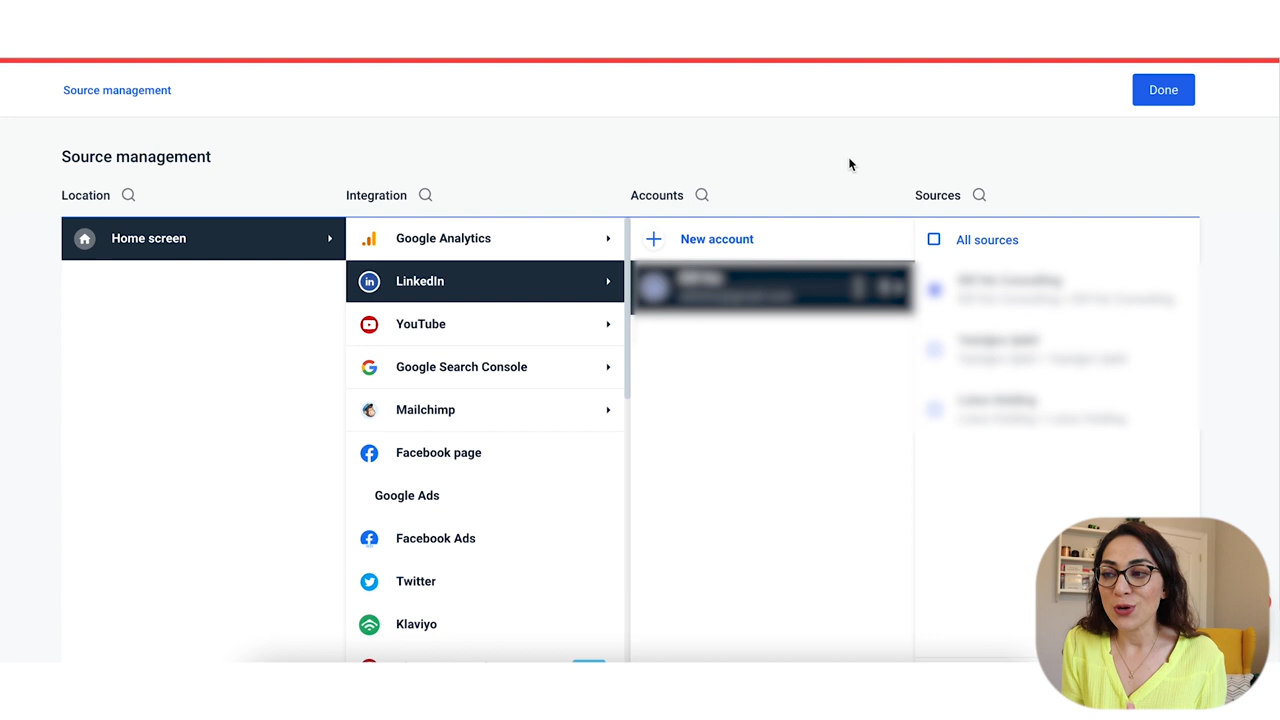 Source management
Done
Source management
Location
Integration
Accounts
Sources
Home screen
Google Analytics
LinkedIn
YouTube
Google Search Console
Mailchimp
Facebook page
Google Ads
Facebook Ads
Twitter
Klaviyo
New account
All sources